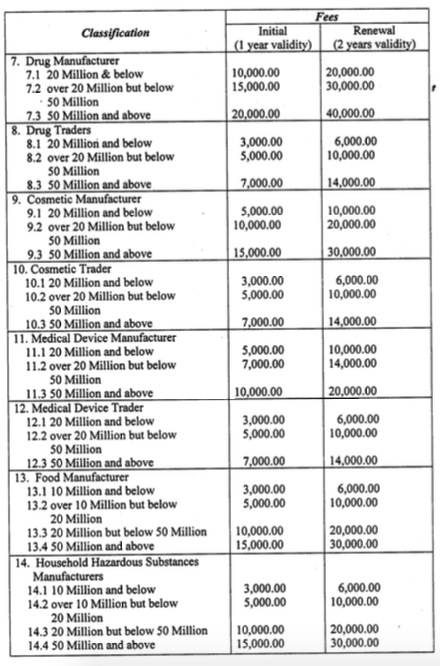 Classification
Fees
Initial
(1 year validity)
Renewal
(2 years validity)
7. Drug Manufacturer
7.1 20 Million & below 10,000.00 20,000.00
7.2 over 20 Million but below 15,000.00 30,000.00
50 Million
7.3 50 Million and above 20,000.00 40,000.00
8. Drug Traders
8.1 20 Million and below 3,000.00 6,000.00
8.2 over 20 Million but below 5,000.00 10,000.00
50 Million
8.3 50 Million and above 7,000.00 14,000.00
9. Cosmetic Manufacturer
9.1 20 Million and below 5,000.00 10,000.00
9.2 over 20 Million but below 10,000.00 20,000.00
50 Million
9.3 50 Million and above 15,000.00 30,000.00
10. Cosmetic Trader
10.1 20 Million and below 3,000.00 6,000.00
10.2 over 20 Million but below 5,000.00 10,000.00
50 Million
10.3 50 Million and above 7,000.00 14,000.00
11. Medical Device Manufacturer
11.1 20 Million and below 5,000.00 10,000.00
11.2 over 20 Million but below 7,000.00 14,000.00
50 Million
11.3 50 Million and above 10,000.00 20,000.00
12. Medical Device Trader
12.1 20 Million and below 3,000.00 6,000.00
12.2 over 20 Million but below 5,000.00 10,000.00
50 Million
12.3 50 Million and above 7,000.00 14,000.00
13. Food Manufacturer
13.1 10 Million and below 3,000.00 6,000.00
13.2 over 10 Million but below 5,000.00 10,000.00
20 Million
13.3 20 Million but below 50 Million 10,000.00 20,000.00
13.4 50 Million and above 15,000.00 30,000.00
14. Household Hazardous Substances
Manufacturers
14.1 10 Million and below 3,000.00 6,000.00
14.2 over 10 Million but below 5,000.00 10,000.00
20 Million
14.3 20 Million but below 50 Million 10,000.00 20,000.00
14.4 50 Million and above 15,000.00 30,000.00